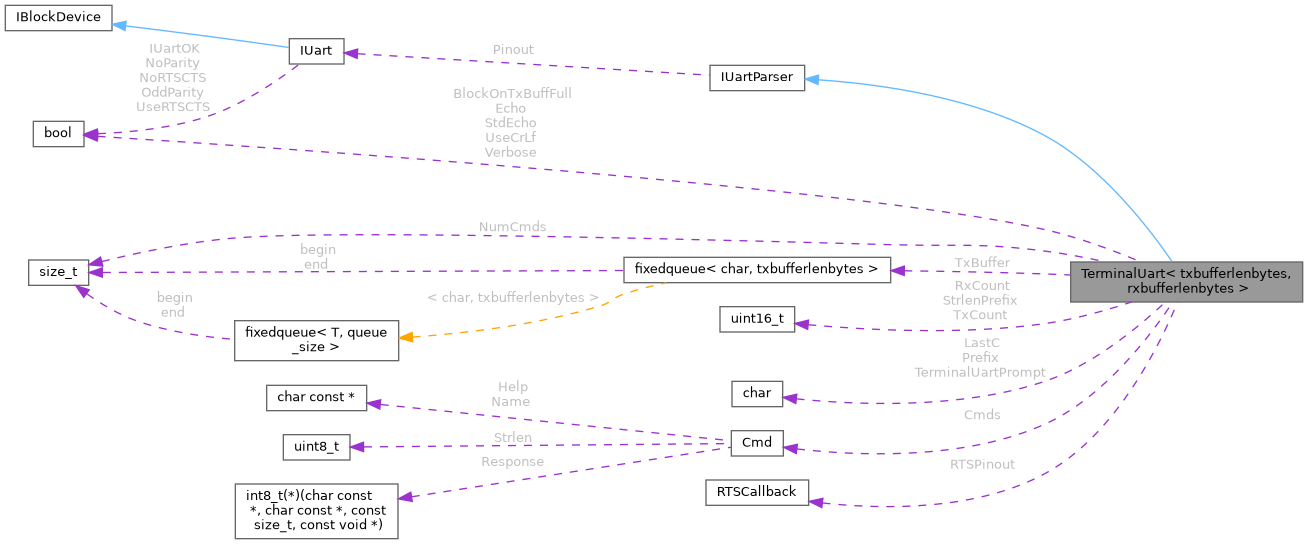 IBlockDevice
IUartOK
NoParity
NoRTSCTS
OddParity
UseRTSCTS
IUart
Pinout
IUartParser
bool
BlockOnTxBuffFull
Echo
StdEcho
UseCrLf
Verbose
NumCmds
size_t
begin
end
fixedqueue< char, txbufferlenbytes >
TxBuffer
TerminalUart< txbufferlenbytes,
rxbufferlenbytes >
begin
end
< char, txbufferlenbytes >
fixedqueue< T, queue
_size >
RxCount
StrlenPrefix
TxCount
uint16_t
LastC
Prefix
TerminalUartPrompt
char
char const *
Help
Name
Cmds
uint8_t
Strlen
Cmd
Response
RTSPinout
int8_t(*)(char const
*, char const *, const
size_t, const void *)
RTSCallback